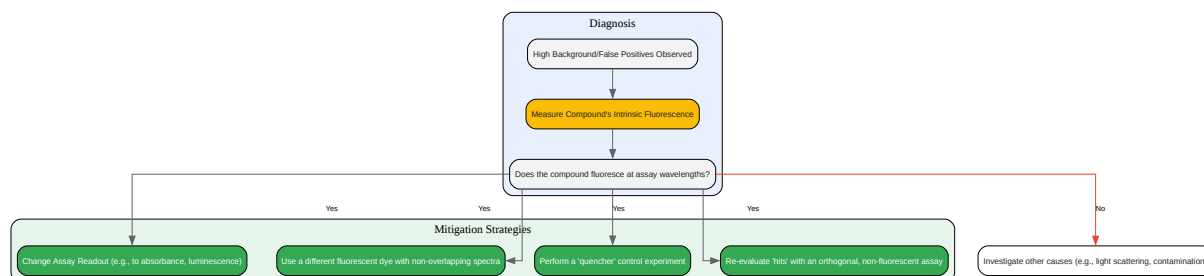 Diagnosis
High Background/False Positives Observed
Measure Compound's Intrinsic Fluorescence
Does the compound fluoresce at assay wavelengths?
Yes
Yes
Yes
Yes
No
Mitigation Strategies
Change Assay Readout (e.g., to absorbance, luminescence)
Use a different fluorescent dye with non-overlapping spectra
Perform a 'quencher' control experiment
Re-evaluate 'hits' with an orthogonal, non-fluorescent assay
Investigate other causes (e.g., light scattering, contamination